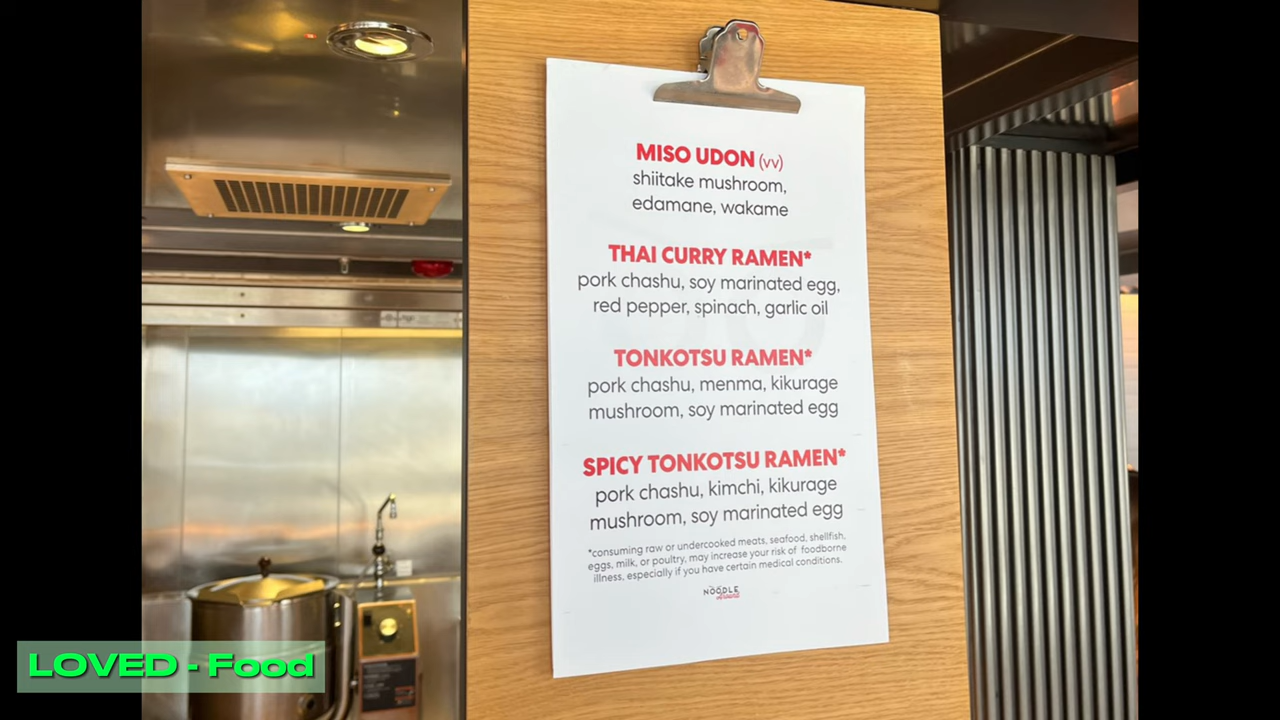 MISO UDON (vv)
shiitake mushroom,
edamane, wakame
THAI CURRY RAMEN*
pork chashu, soy marinated egg,
red pepper, spinach, garlic oil
TONKOTSU RAMEN*
pork chashu, menma, kikurage
mushroom, soy marinated egg
SPICY TONKOTSU RAMEN*
pork chashu, kimchi, kikurage
mushroom, soy marinated egg
*consuming raw or undercooked meats, seafood, shellfish,
eggs, milk, or poultry, may increase your risk of foodborne
illness, especially if you have certain medical conditions.
NOODLE
around
LOVED - Food